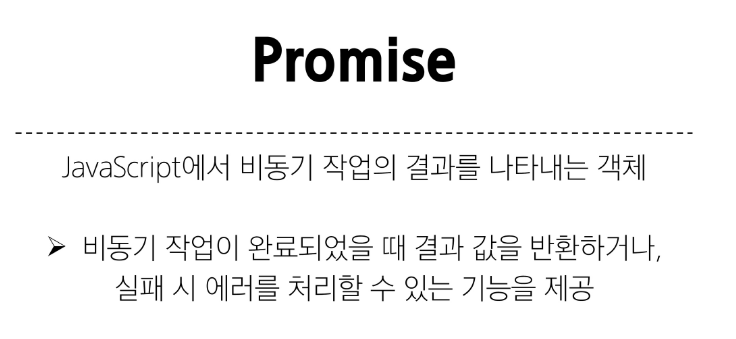 Promise
JavaScript에서 비동기 작업의 결과를 나타내는 객체
➢ 비동기 작업이 완료되었을 때 결과 값을 반환하거나,
실패 시 에러를 처리할 수 있는 기능을 제공